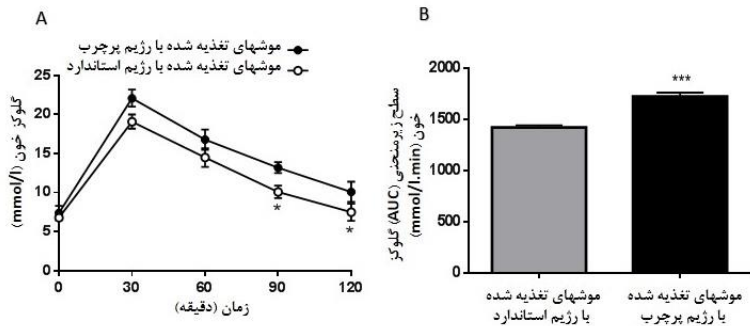 A
موشهای تغذیه شده با رژیم پرچرب
موشهای تغذیه شده با رژیم استاندارد
گلوکز خون
(mmol/l)
25
20
15
10
5
0
*
*
0 30 60 90 120
زمان (دقیقه)
B
سطح زیرمنحنی (AUC) گلوکز
خون (mmol/l.min)
2000
1500
1000
500
0
***
موشهای تغذیه شده
با رژیم استاندارد
موشهای تغذیه شده
با رژیم پرچرب